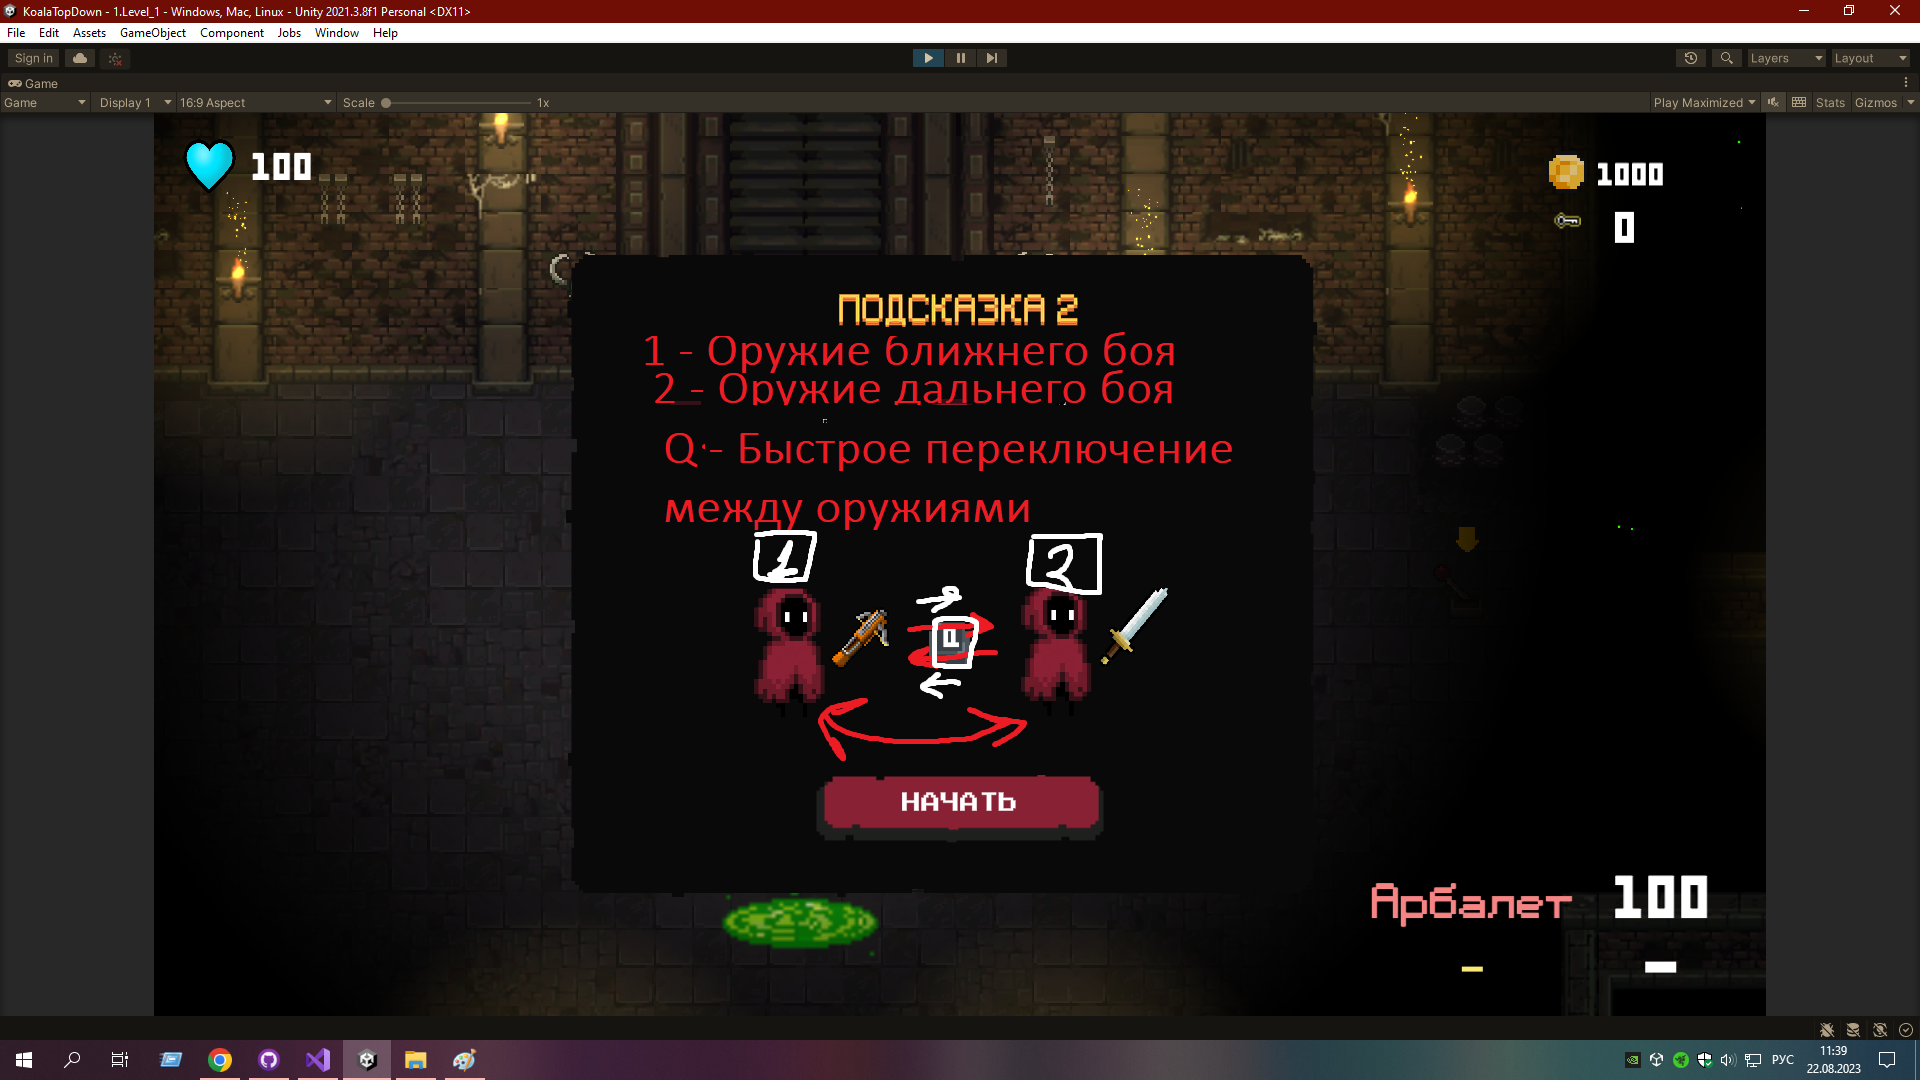 KoalaTopDown - 1.Level_1 - Windows, Mac, Linux - Unity 2021.3.8f1 Personal <DX11>
File Edit Assets GameObject Component Jobs Window Help
Sign in Layers Layout
Game
Game Display 1 16:9 Aspect Scale 1x Play Maximized Stats Gizmos
100 1000
0
ПОДСКАЗКА 2
1 - Оружие ближнего боя
2 - Оружие дальнего боя
Q - Быстрое переключение
между оружиями
1 2
Q
НАЧАТЬ
Арбалет 100
РУС 11:39
22.08.2023